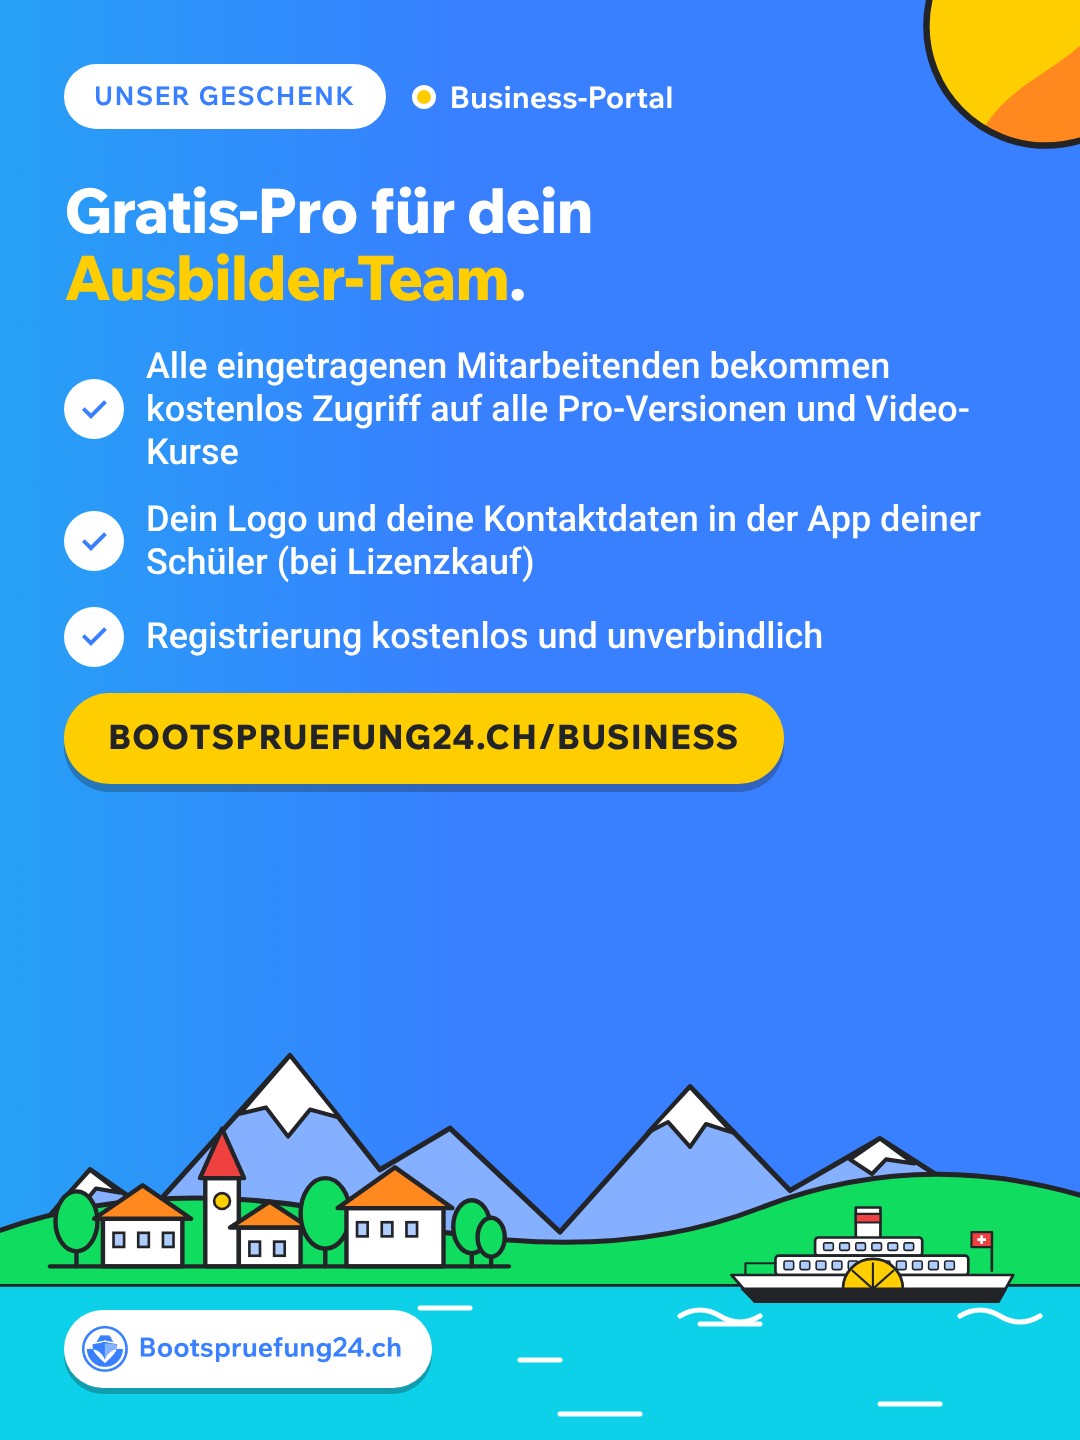 UNSER GESCHENK
Business-Portal
Gratis-Pro für dein
Ausbilder-Team.
Alle eingetragenen Mitarbeitenden bekommen
kostenlos Zugriff auf alle Pro-Versionen und Video-
Kurse
Dein Logo und deine Kontaktdaten in der App deiner
Schüler (bei Lizenzkauf)
Registrierung kostenlos und unverbindlich
BOOTSPRUEFUNG24.CH/BUSINESS
Bootspruefung24.ch